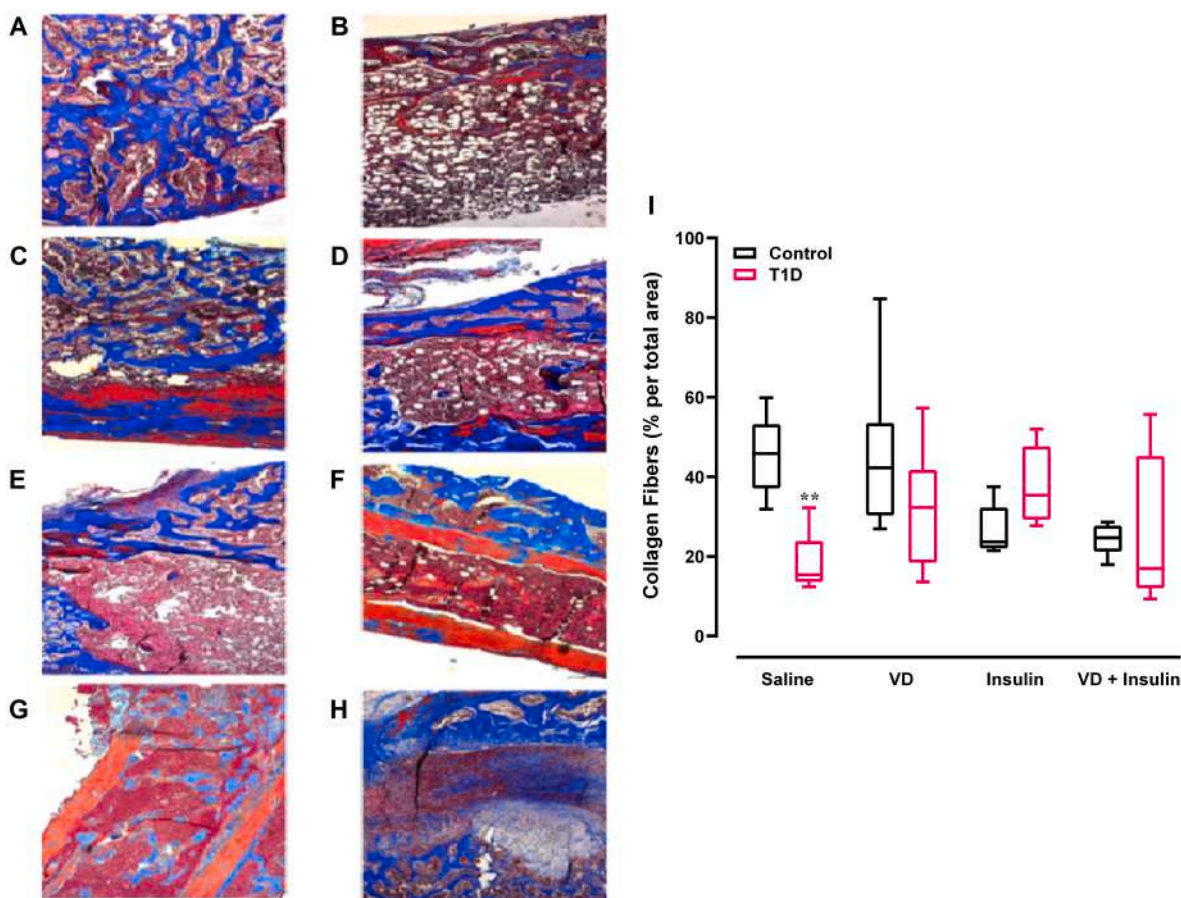 A
B
C
D
E
F
G
H
I
Collagen Fibers (% per total area)
100
80
60
40
20
0
Control
T1D
**
Saline
VD
Insulin
VD + Insulin